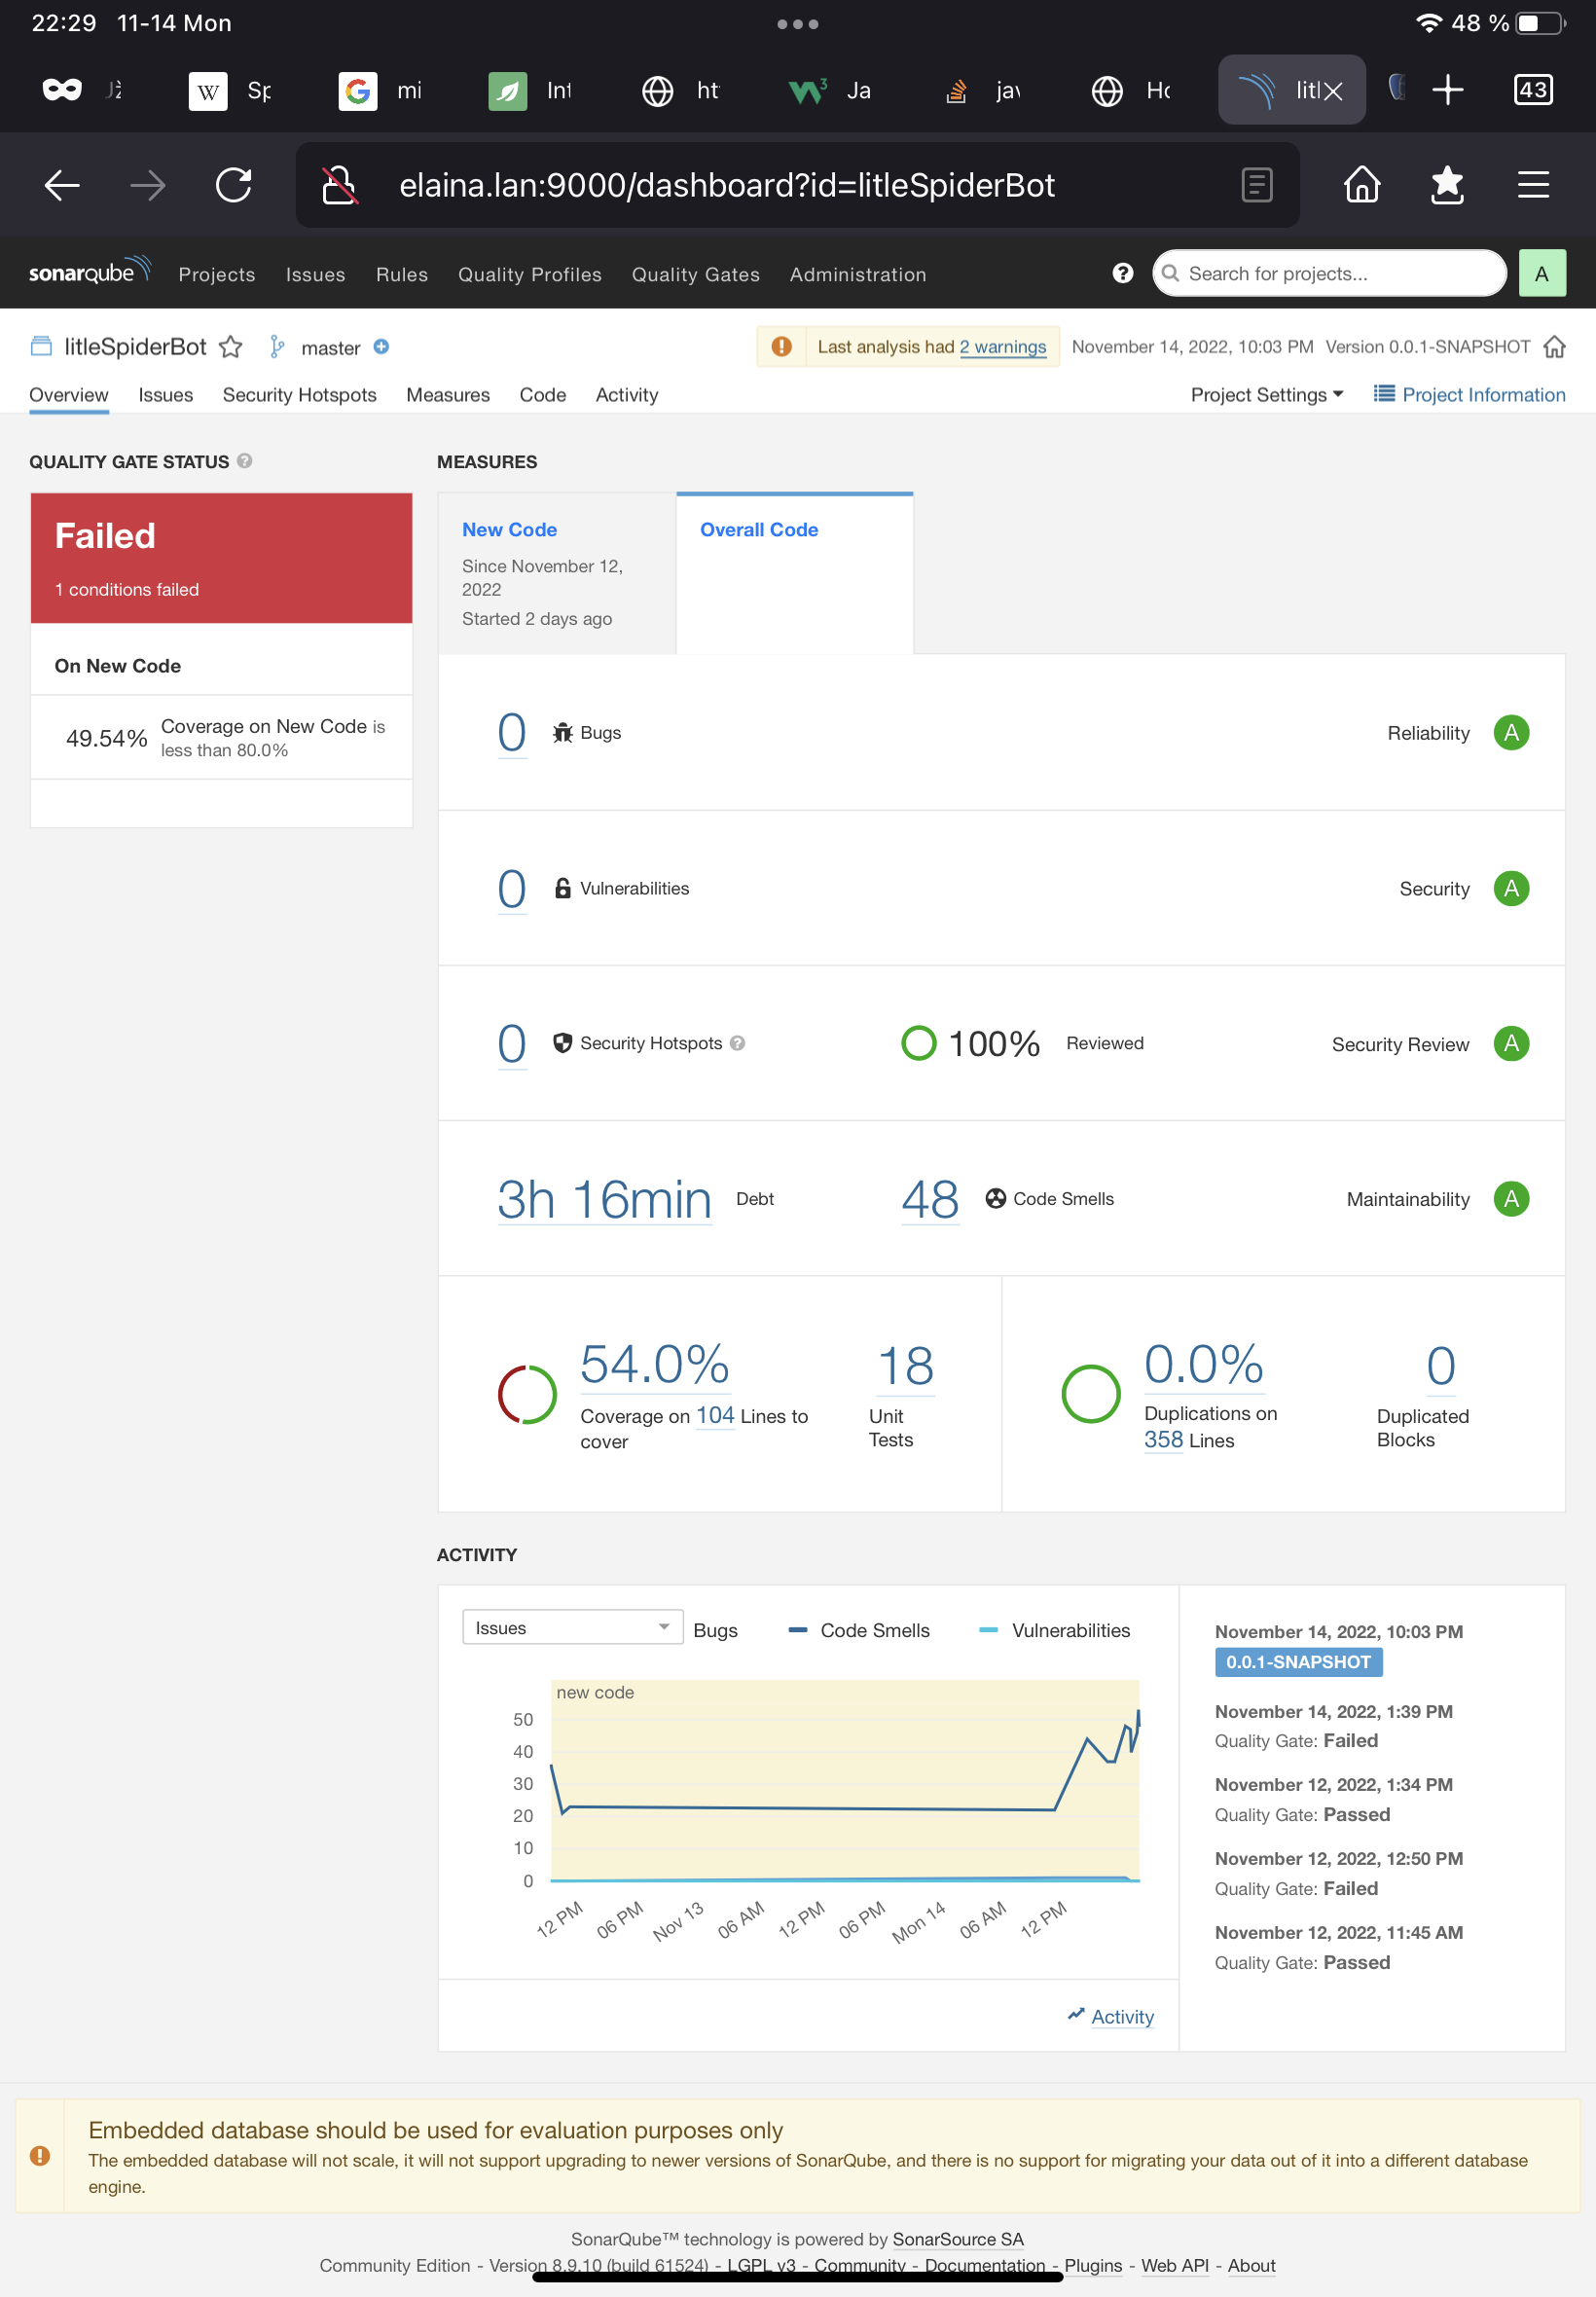 22:29 11-14 Mon
48 %
W Sp
mi
Int
ht
Ja
jav
Ho
litl
43
elaina.lan:9000/dashboard?id=litleSpiderBot
sonarqube Projects Issues Rules Quality Profiles Quality Gates Administration Search for projects... A
litleSpiderBot master Last analysis had 2 warnings November 14, 2022, 10:03 PM Version 0.0.1-SNAPSHOT
Overview Issues Security Hotspots Measures Code Activity Project Settings Project Information
QUALITY GATE STATUS
Failed
1 conditions failed
On New Code
49.54% Coverage on New Code is
less than 80.0%
MEASURES
New Code
Since November 12,
2022
Started 2 days ago
Overall Code
0 Bugs Reliability A
0 Vulnerabilities Security A
0 Security Hotspots 100% Reviewed Security Review A
3h 16min Debt 48 Code Smells Maintainability A
54.0%
Coverage on 104 Lines to
cover
18
Unit
Tests
0.0%
Duplications on
358 Lines
0
Duplicated
Blocks
ACTIVITY
Issues Bugs Code Smells Vulnerabilities
new code
50
40
30
20
10
0
12 PM 06 PM Nov 13 06 AM 12 PM 06 PM Mon 14 06 AM 12 PM
Activity
November 14, 2022, 10:03 PM
0.0.1-SNAPSHOT
November 14, 2022, 1:39 PM
Quality Gate: Failed
November 12, 2022, 1:34 PM
Quality Gate: Passed
November 12, 2022, 12:50 PM
Quality Gate: Failed
November 12, 2022, 11:45 AM
Quality Gate: Passed
Embedded database should be used for evaluation purposes only
The embedded database will not scale, it will not support upgrading to newer versions of SonarQube, and there is no support for migrating your data out of it into a different database
engine.
SonarQube™ technology is powered by SonarSource SA
Community Edition - Version 8.9.10 (build 61524) - LGPL v3 - Community - Documentation - Plugins - Web API - About